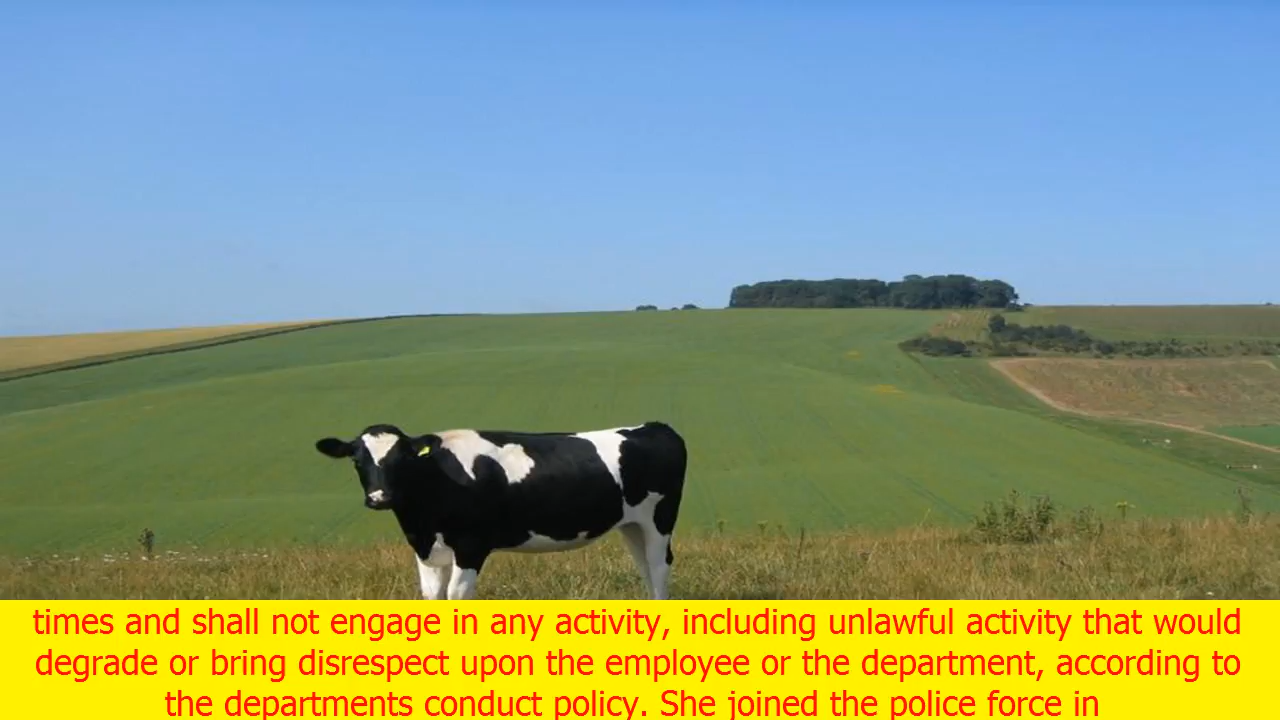 times and shall not engage in any activity, including unlawful activity that would
degrade or bring disrespect upon the employee or the department, according to
the departments conduct policy. She joined the police force in